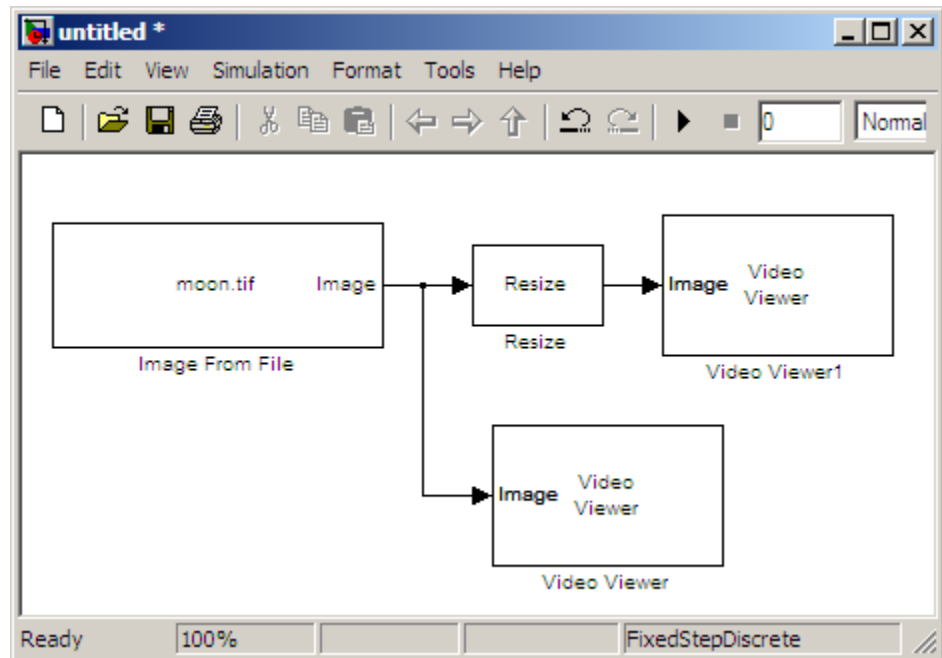 untitled *
File Edit View Simulation Format Tools Help
0 Normal
moon.tif Image
Image From File
Resize
Resize
Image Video
Viewer
Video Viewer1
Image Video
Viewer
Video Viewer
Ready 100% FixedStepDiscrete